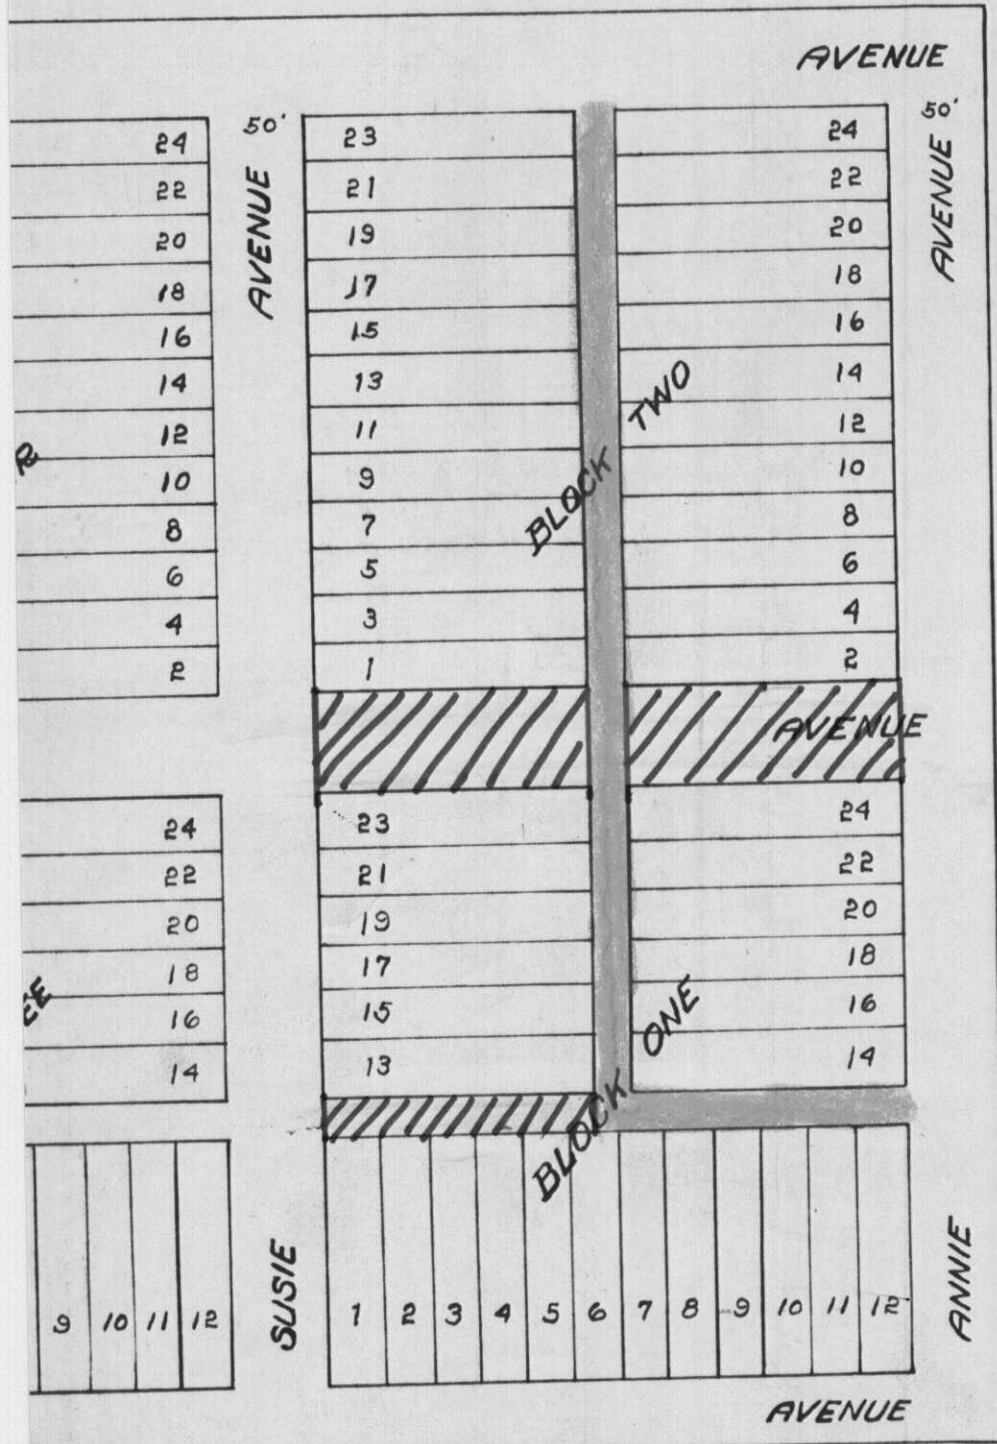 AVENUE
50' 50'
AVENUE AVENUE
24 23 24
22 21 22
20 19 20
18 17 18
16 15 16
14 13 14
12 11 12
10 9 10
8 7 8
6 5 6
4 3 4
2 1 2
BLOCK TWO
AVENUE
24 23 24
22 21 22
20 19 20
18 17 18
16 15 16
14 13 14
BLOCK ONE
SUSIE ANNIE
9 10 11 12 1 2 3 4 5 6 7 8 9 10 11 12
AVENUE